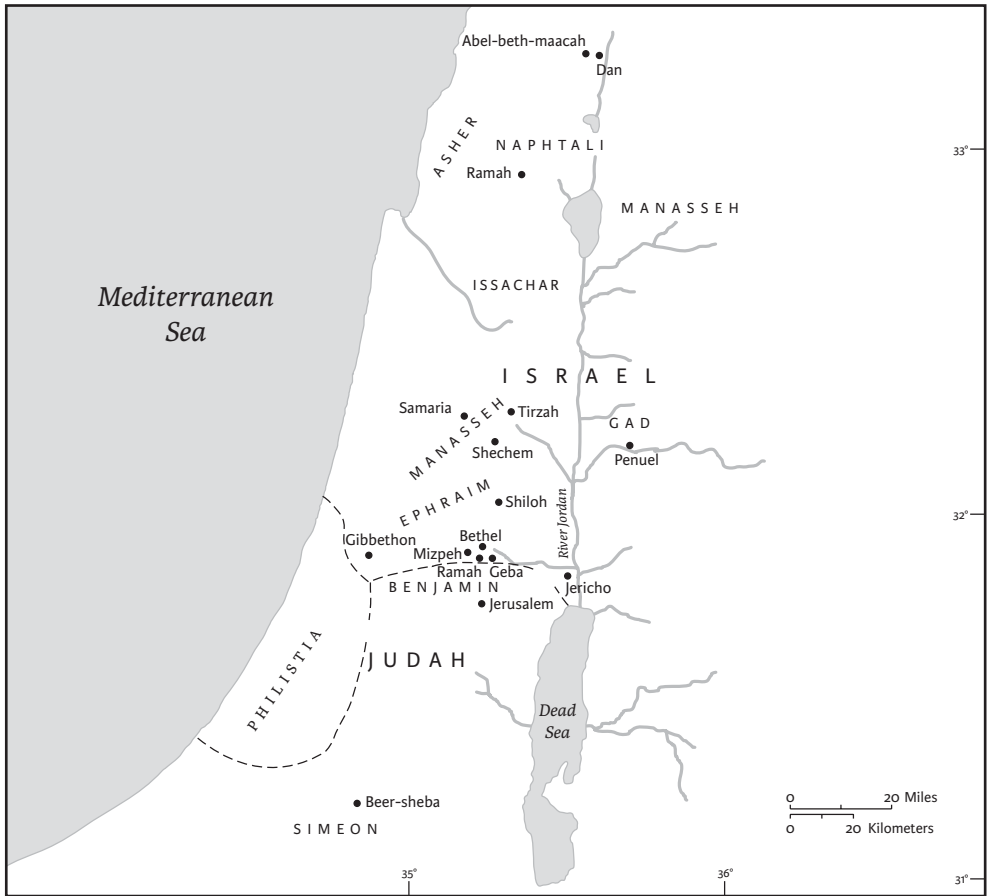 Abel-beth-maacah
Dan
ASHER
NAPHTALI
33°
Ramah
MANASSEH
ISSACHAR
Mediterranean
Sea
ISRAEL
Samaria
MANASSEH
Tirzah
GAD
Shechem
Penuel
EPHRAIM
Shiloh
River Jordan
32°
Gibbethon
Bethel
Mizpeh
Ramah Geba
BENJAMIN
Jericho
Jerusalem
PHILISTIA
JUDAH
Dead
Sea
Beer-sheba
SIMEON
0 20 Miles
0 20 Kilometers
35°
36°
31°